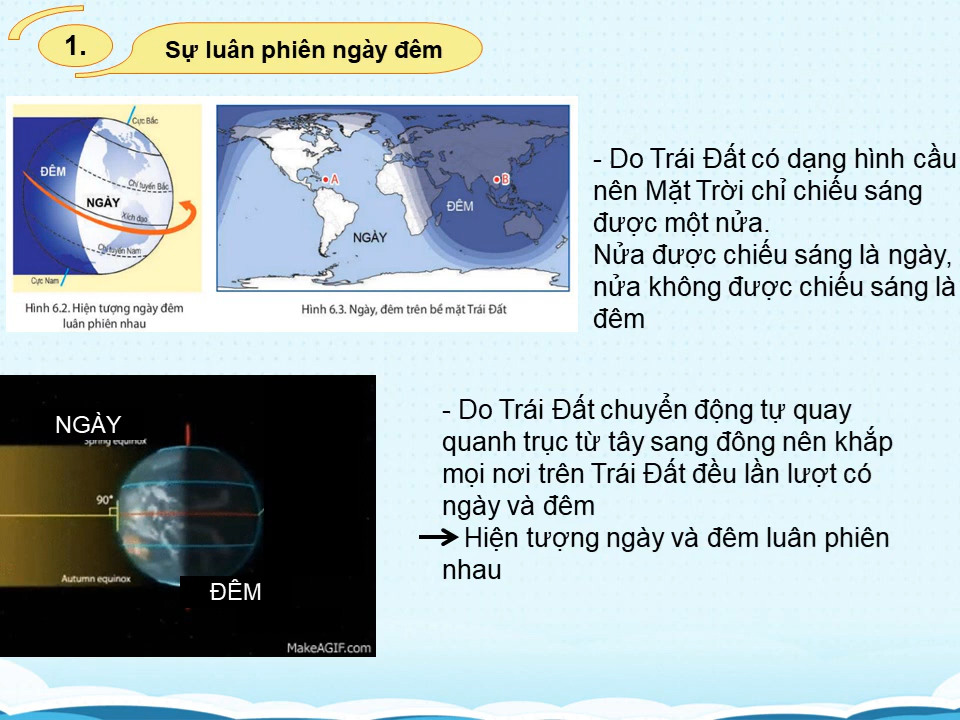 1.
Sự luân phiên ngày đêm
Cực Bắc
ĐÊM
Chí tuyến Bắc
NGÀY
Xích đạo
Chí tuyến Nam
Cực Nam
Hình 6.2. Hiện tượng ngày đêm
luân phiên nhau
A
B
ĐÊM
NGÀY
Hình 6.3. Ngày, đêm trên bề mặt Trái Đất
- Do Trái Đất có dạng hình cầu
nên Mặt Trời chỉ chiếu sáng
được một nửa.
Nửa được chiếu sáng là ngày,
nửa không được chiếu sáng là
đêm
NGÀY
Spring equinox
90°
Autumn equinox
ĐÊM
MakeAGIF.com
- Do Trái Đất chuyển động tự quay
quanh trục từ tây sang đông nên khắp
mọi nơi trên Trái Đất đều lần lượt có
ngày và đêm
Hiện tượng ngày và đêm luân phiên
nhau